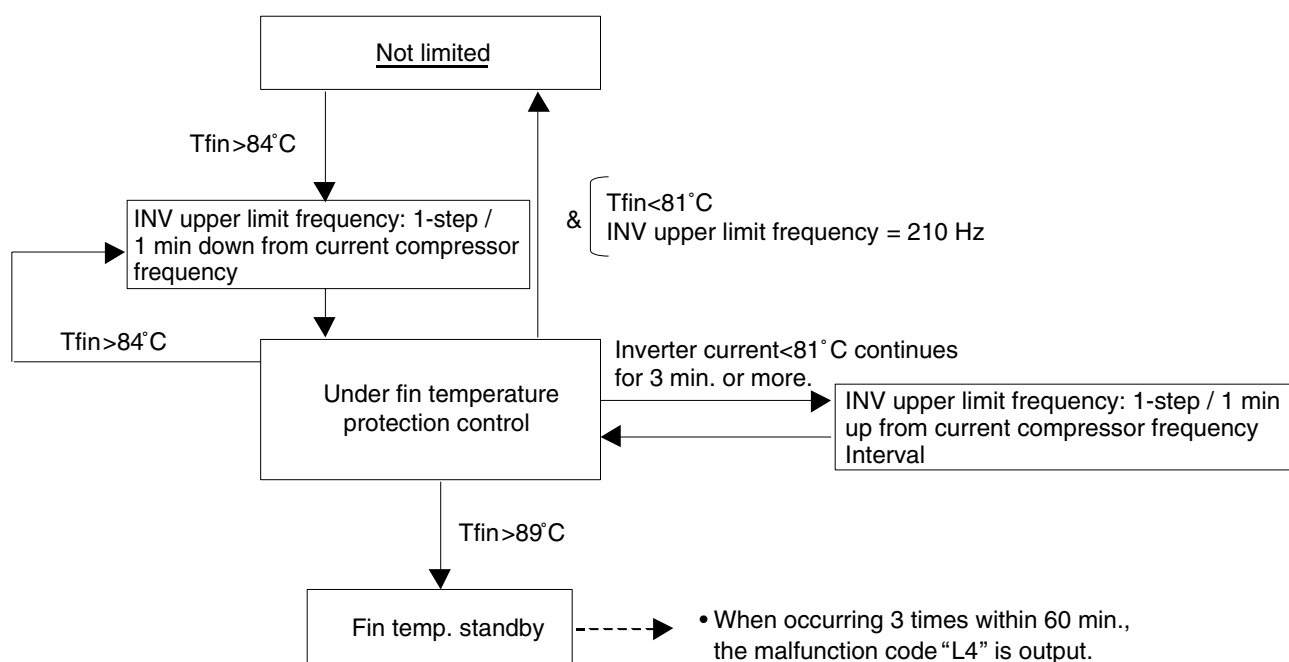 Not limited
Tfin>84˚C
&
Tfin<81˚C
INV upper limit frequency = 210 Hz
INV upper limit frequency: 1-step /
1 min down from current compressor
frequency
Tfin>84˚C
Under fin temperature
protection control
Inverter current<81˚C continues
for 3 min. or more.
INV upper limit frequency: 1-step / 1 min
up from current compressor frequency
Interval
Tfin>89˚C
Fin temp. standby
• When occurring 3 times within 60 min.,
the malfunction code “L4” is output.